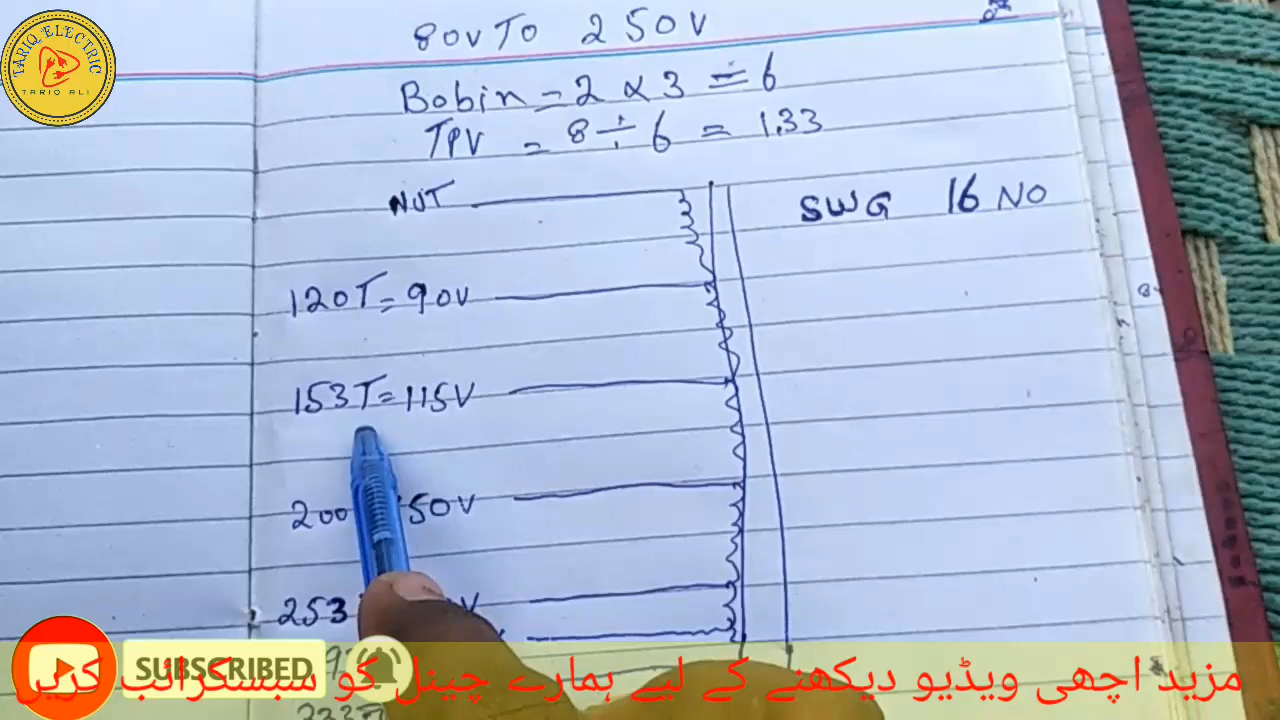 TARIQ ELECTRIC
TARIQ ALI
80V TO 250V
Bobin = 2 x 3 = 6
TPV = 8 ÷ 6 = 1.33
NUT
SWG 16 NO
120T = 90V
153T = 115V
200 50V
253 V
SUBSCRIBED
مزید اچھی ویڈیو دیکھنے کے لیے ہمارے چینل کو سبسکرائب کریں